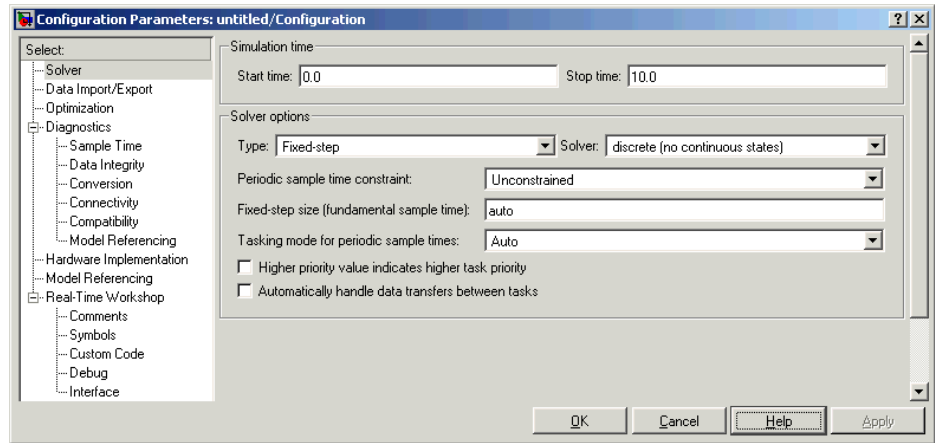 Configuration Parameters: untitled/Configuration
Select:
Solver
Data Import/Export
Optimization
Diagnostics
Sample Time
Data Integrity
Conversion
Connectivity
Compatibility
Model Referencing
Hardware Implementation
Model Referencing
Real-Time Workshop
Comments
Symbols
Custom Code
Debug
Interface
Simulation time
Start time: 0.0 Stop time: 10.0
Solver options
Type: Fixed-step Solver: discrete (no continuous states)
Periodic sample time constraint: Unconstrained
Fixed-step size (fundamental sample time): auto
Tasking mode for periodic sample times: Auto
Higher priority value indicates higher task priority
Automatically handle data transfers between tasks
OK Cancel Help Apply